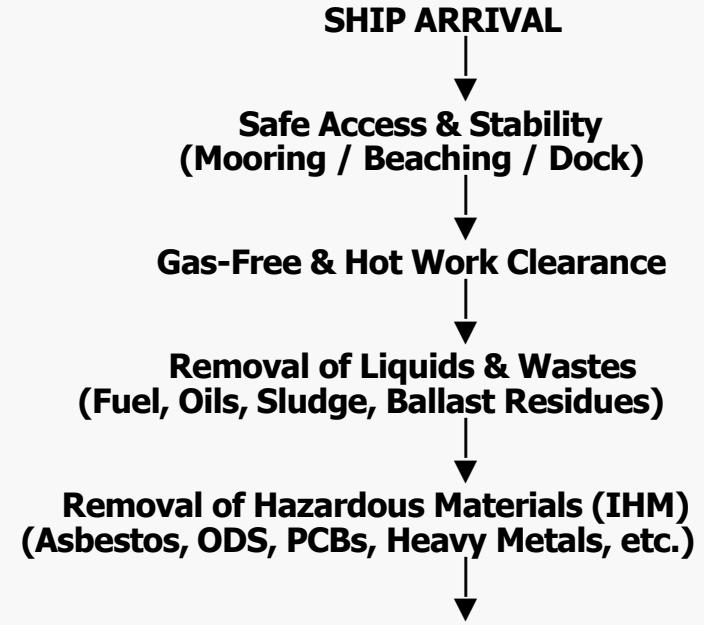 SHIP ARRIVAL
Safe Access & Stability
(Mooring / Beaching / Dock)
Gas-Free & Hot Work Clearance
Removal of Liquids & Wastes
(Fuel, Oils, Sludge, Ballast Residues)
Removal of Hazardous Materials (IHM)
(Asbestos, ODS, PCBs, Heavy Metals, etc.)